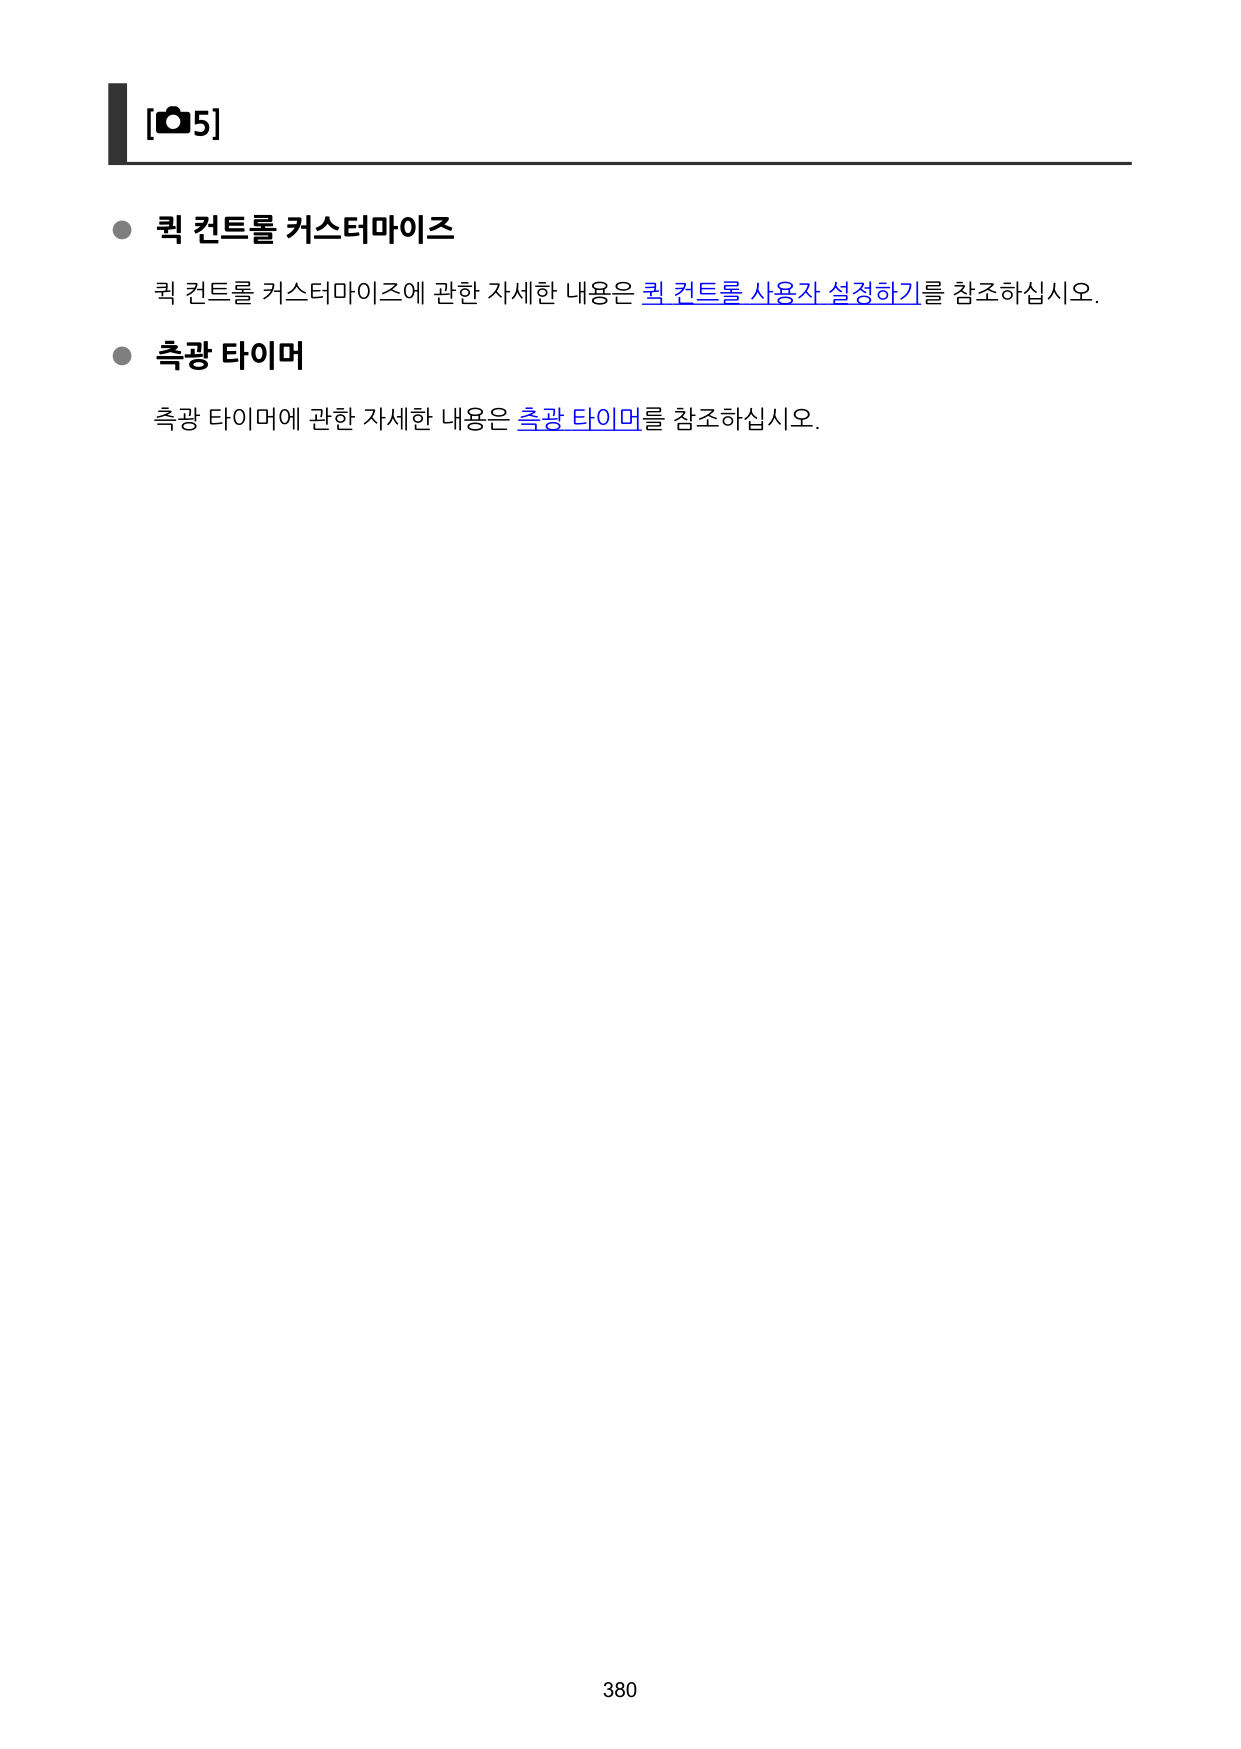 [5]
퀵 컨트롤 커스터마이즈
퀵 컨트롤 커스터마이즈에 관한 자세한 내용은 퀵 컨트롤 사용자 설정하기를 참조하십시오.
측광 타이머
측광 타이머에 관한 자세한 내용은 측광 타이머를 참조하십시오.
380